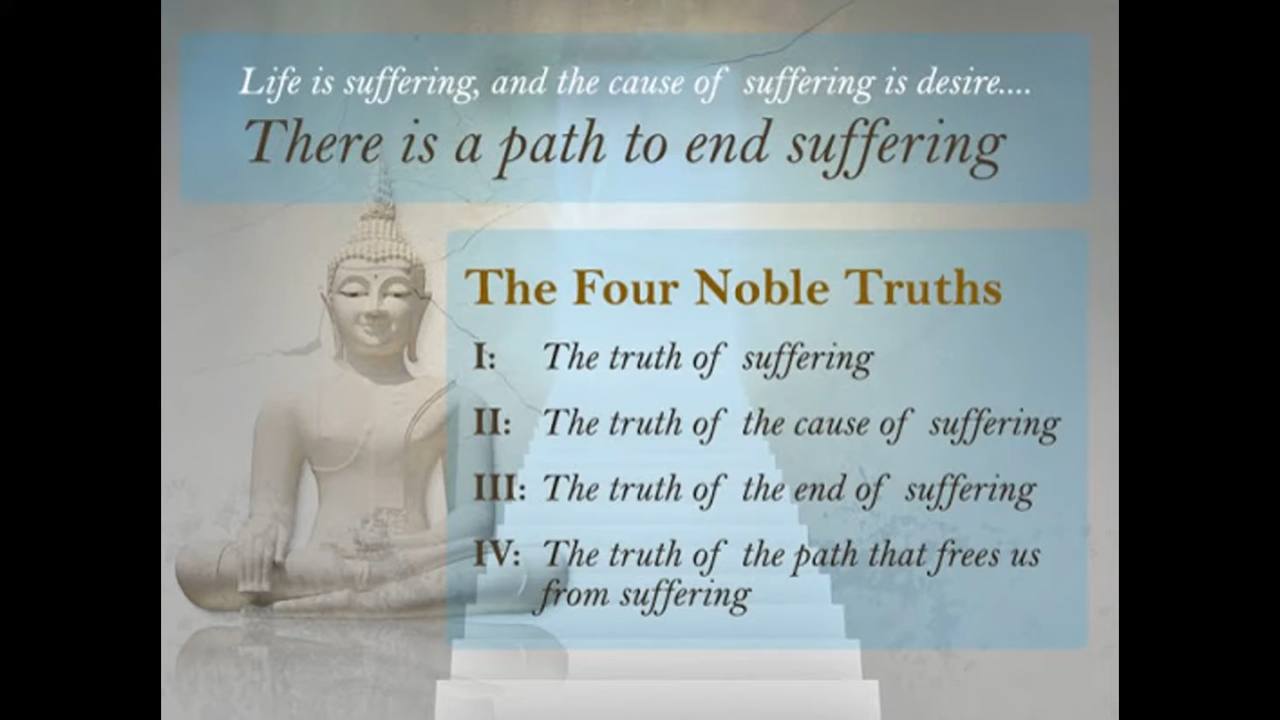 Life is suffering, and the cause of suffering is desire....
There is a path to end suffering
The Four Noble Truths
I: The truth of suffering
II: The truth of the cause of suffering
III: The truth of the end of suffering
IV: The truth of the path that frees us
from suffering